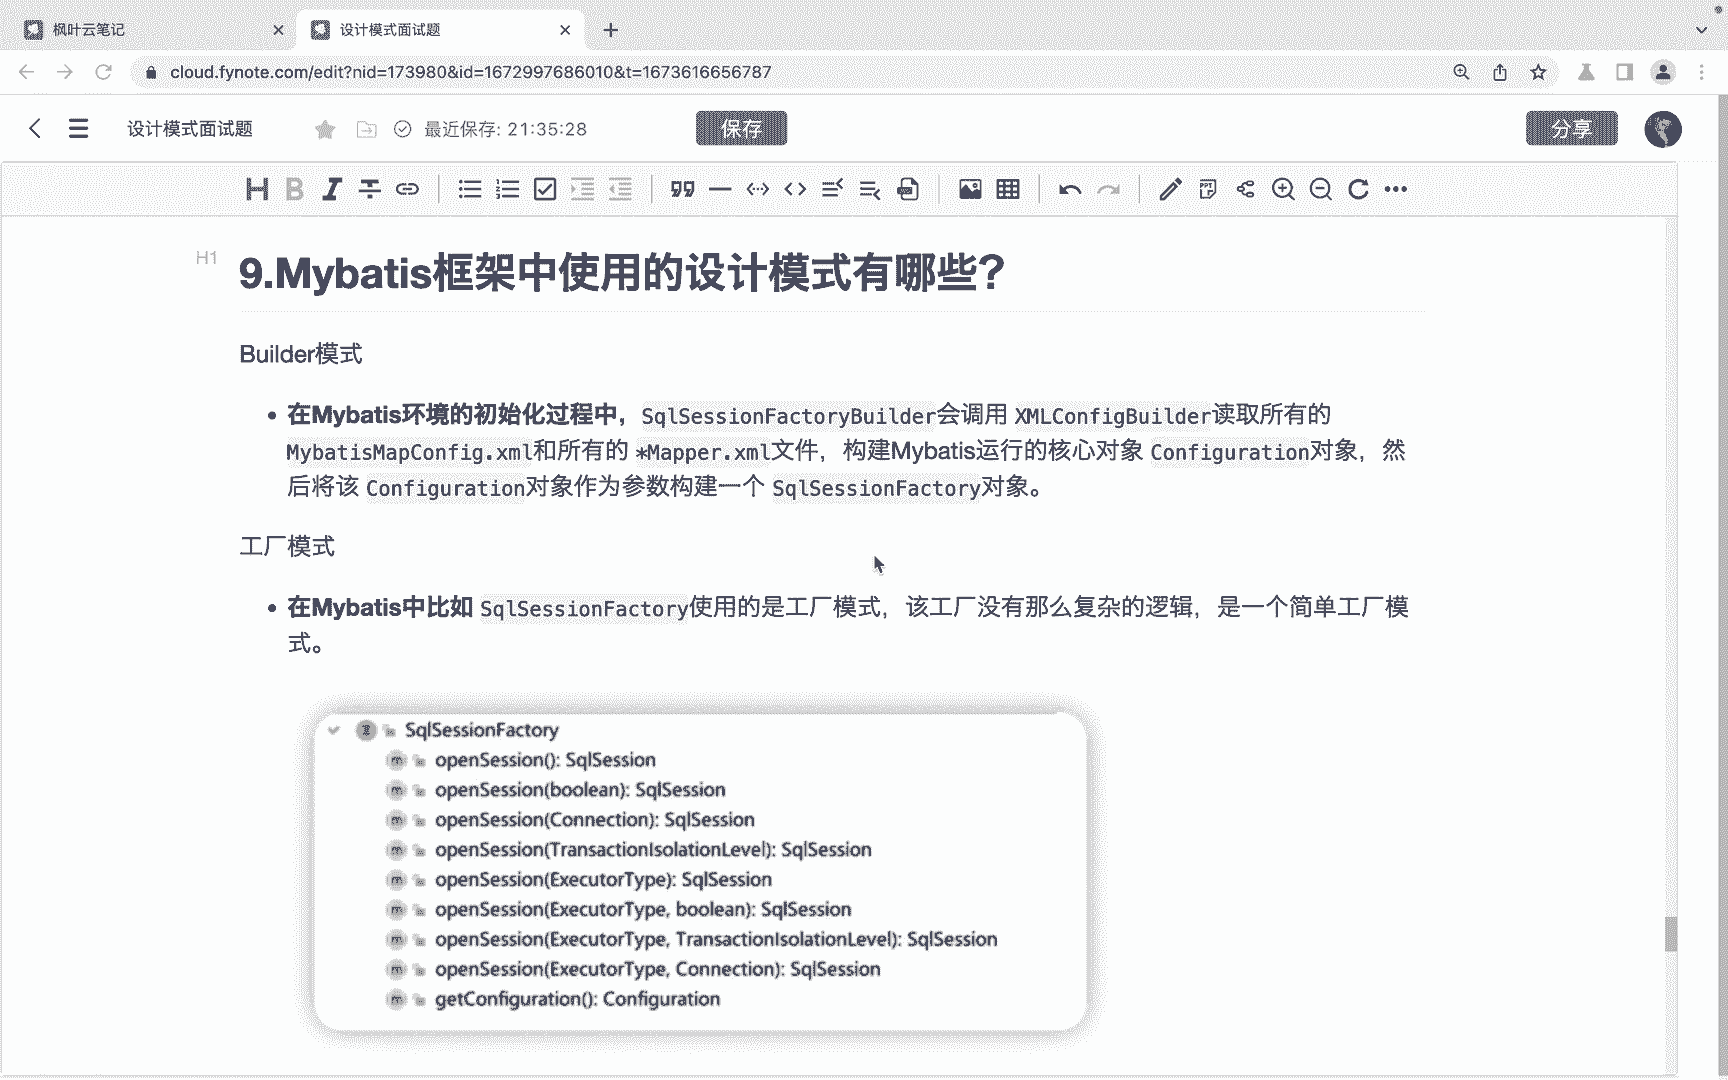 枫叶云笔记
设计模式面试题
cloud.fynote.com/edit?nid=173980&id=1672997686010&t=1673616656787
设计模式面试题
最近保存: 21:35:28
保存
分享
H1
9.Mybatis框架中使用的设计模式有哪些?
Builder模式
在Mybatis环境的初始化过程中，SqlSessionFactoryBuilder会调用 XMLConfigBuilder读取所有的
MybatisMapConfig.xml和所有的 *Mapper.xml文件，构建Mybatis运行的核心对象 Configuration对象，然
后将该 Configuration对象作为参数构建一个 SqlSessionFactory对象。
工厂模式
在Mybatis中比如 SqlSessionFactory使用的是工厂模式，该工厂没有那么复杂的逻辑，是一个简单工厂模
式。
SqlSessionFactory
openSession(): SqlSession
openSession(boolean): SqlSession
openSession(Connection): SqlSession
openSession(TransactionIsolationLevel): SqlSession
openSession(ExecutorType): SqlSession
openSession(ExecutorType, boolean): SqlSession
openSession(ExecutorType, TransactionIsolationLevel): SqlSession
openSession(ExecutorType, Connection): SqlSession
getConfiguration(): Configuration